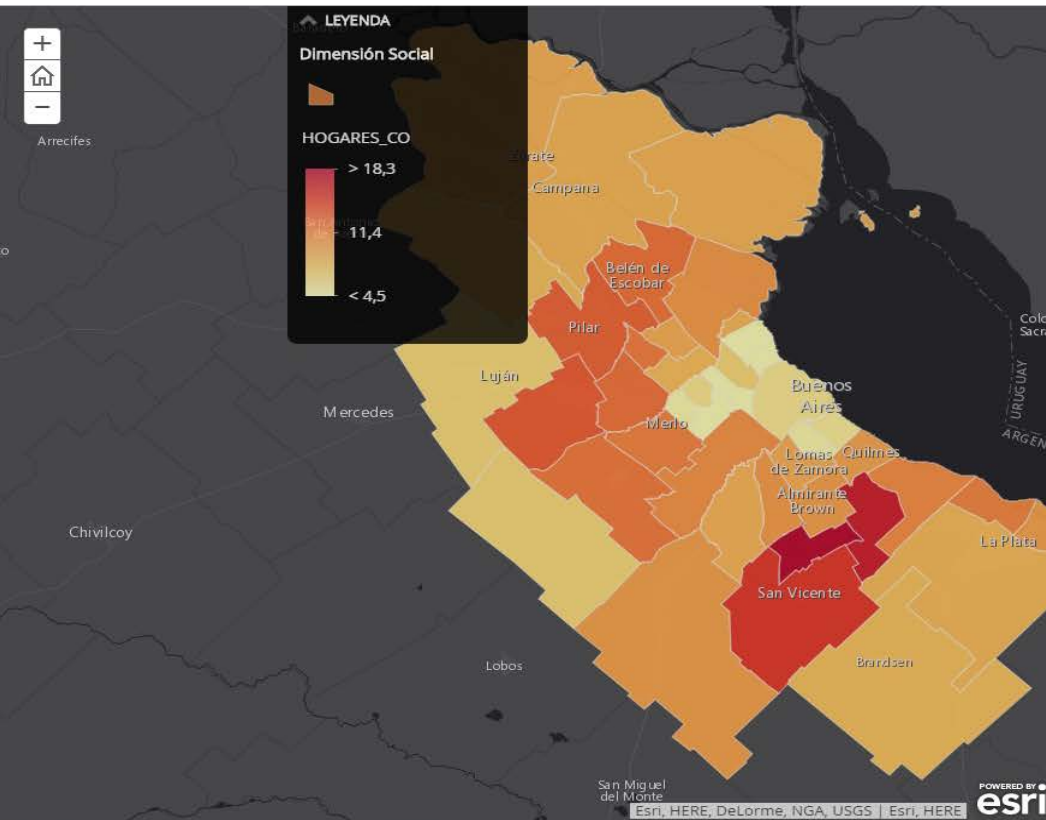 +
−
LEYENDA
Dimensión Social
HOGARES_CO
> 18,3
11,4
< 4,5
Arrecifes
Campana
Belén de
Escobar
Pilar
Luján
Mercedes
Merlo
Buenos
Aires
Lomas
de Zamora
Quilmes
Almirante
Brown
Chivilcoy
La Plata
San Vicente
Lobos
Brandsen
San Miguel
del Monte
URUGUAY
ARGEN
Colo
Sacra
Esri, HERE, DeLorme, NGA, USGS | Esri, HERE
POWERED BY
esri